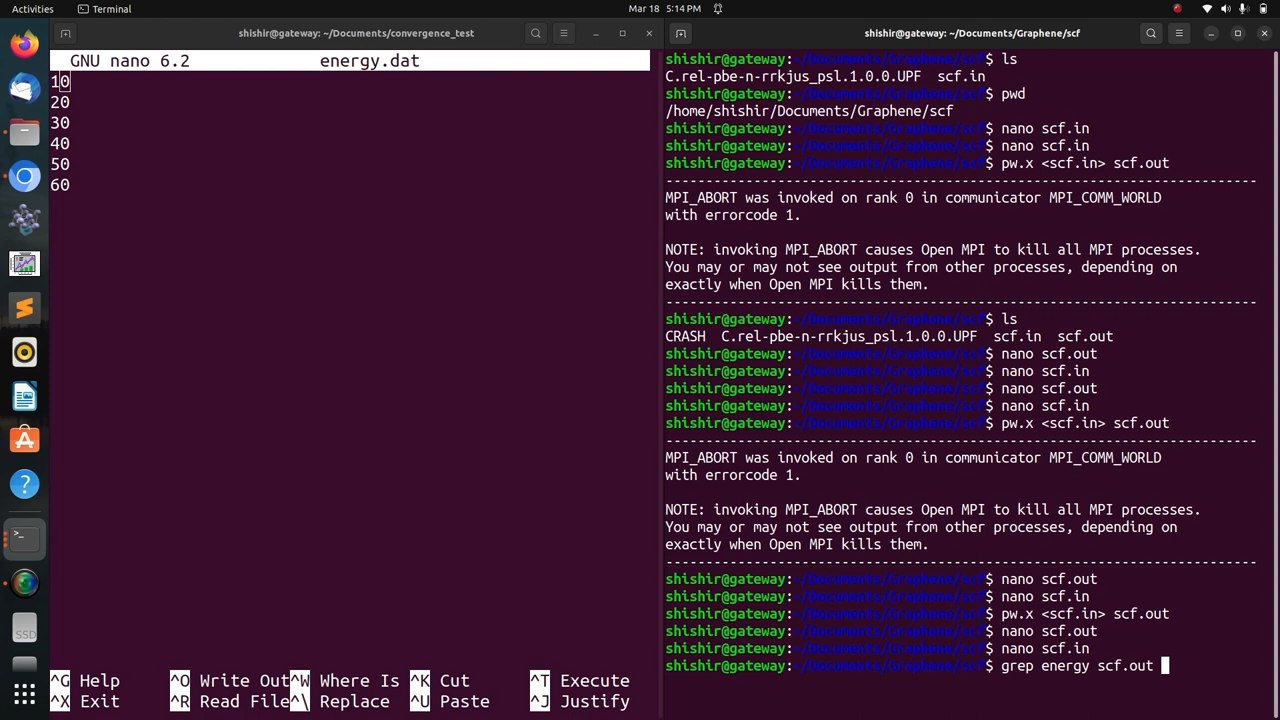 Activities
Terminal
Mar 18 5:14 PM
shishir@gateway: ~/Documents/convergence_test
GNU nano 6.2 energy.dat
10
20
30
40
50
60
^G Help ^O Write Out^W Where Is ^K Cut ^T Execute
^X Exit ^R Read File^\ Replace ^U Paste ^J Justify
shishir@gateway: ~/Documents/Graphene/scf
shishir@gateway:~/Documents/Graphene/scf$ ls
C.rel-pbe-n-rrkjus_psl.1.0.0.UPF scf.in
shishir@gateway:~/Documents/Graphene/scf$ pwd
/home/shishir/Documents/Graphene/scf
shishir@gateway:~/Documents/Graphene/scf$ nano scf.in
shishir@gateway:~/Documents/Graphene/scf$ nano scf.in
shishir@gateway:~/Documents/Graphene/scf$ pw.x <scf.in> scf.out
--------------------------------------------------------------------------
MPI_ABORT was invoked on rank 0 in communicator MPI_COMM_WORLD
with errorcode 1.
NOTE: invoking MPI_ABORT causes Open MPI to kill all MPI processes.
You may or may not see output from other processes, depending on
exactly when Open MPI kills them.
--------------------------------------------------------------------------
shishir@gateway:~/Documents/Graphene/scf$ ls
CRASH C.rel-pbe-n-rrkjus_psl.1.0.0.UPF scf.in scf.out
shishir@gateway:~/Documents/Graphene/scf$ nano scf.out
shishir@gateway:~/Documents/Graphene/scf$ nano scf.in
shishir@gateway:~/Documents/Graphene/scf$ nano scf.out
shishir@gateway:~/Documents/Graphene/scf$ nano scf.in
shishir@gateway:~/Documents/Graphene/scf$ pw.x <scf.in> scf.out
--------------------------------------------------------------------------
MPI_ABORT was invoked on rank 0 in communicator MPI_COMM_WORLD
with errorcode 1.
NOTE: invoking MPI_ABORT causes Open MPI to kill all MPI processes.
You may or may not see output from other processes, depending on
exactly when Open MPI kills them.
--------------------------------------------------------------------------
shishir@gateway:~/Documents/Graphene/scf$ nano scf.out
shishir@gateway:~/Documents/Graphene/scf$ nano scf.in
shishir@gateway:~/Documents/Graphene/scf$ pw.x <scf.in> scf.out
shishir@gateway:~/Documents/Graphene/scf$ nano scf.out
shishir@gateway:~/Documents/Graphene/scf$ nano scf.in
shishir@gateway:~/Documents/Graphene/scf$ grep energy scf.out
SSD